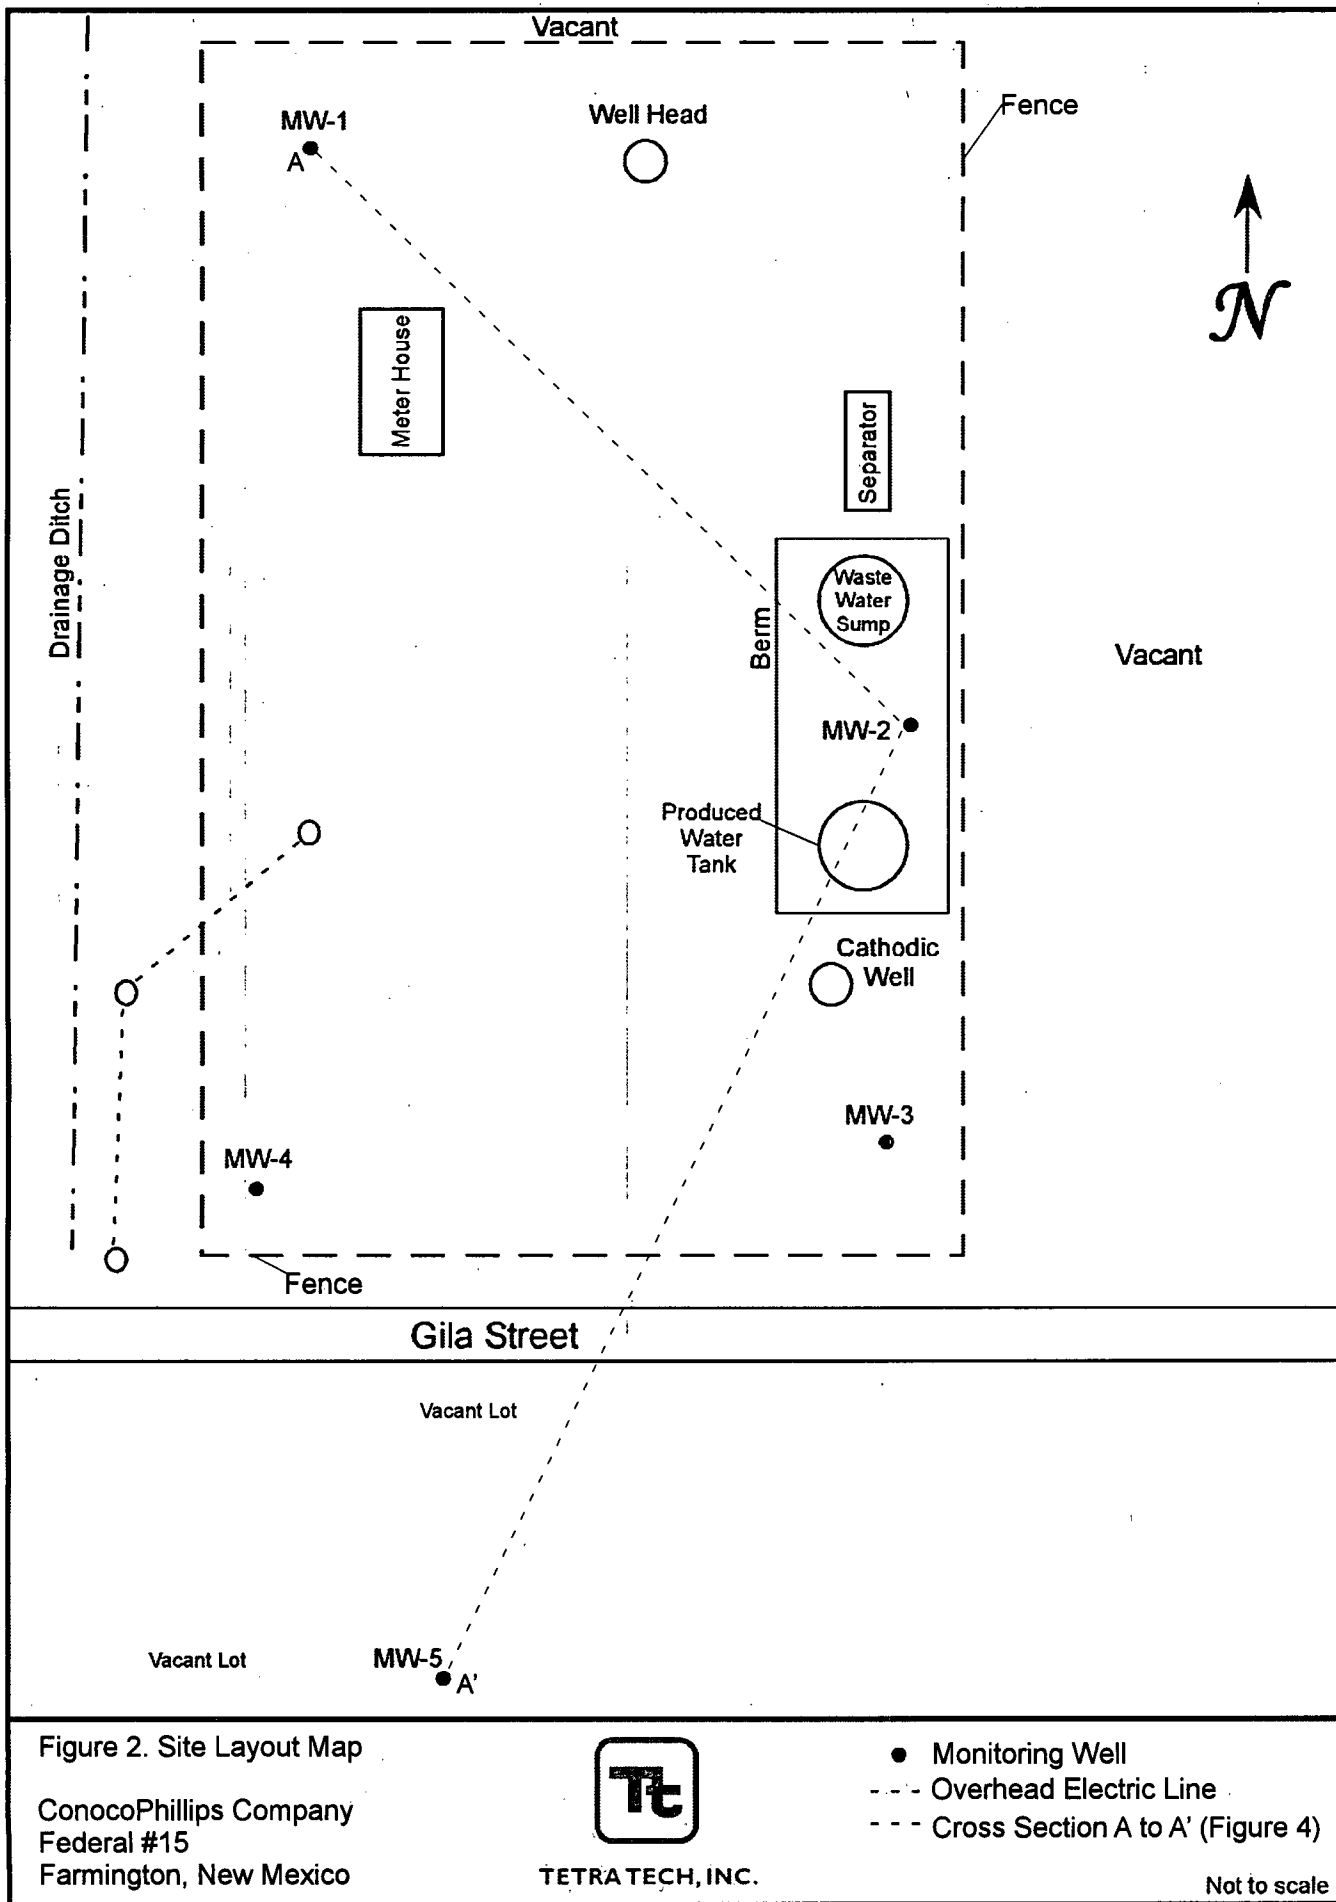 Vacant
MW-1
A
Well Head
Fence
N
Meter House
Separator
Drainage Ditch
Waste
Water
Sump
Berm
Vacant
MW-2
Produced
Water
Tank
Cathodic
Well
MW-3
MW-4
Fence
Gila Street
Vacant Lot
Vacant Lot
MW-5
A'
Figure 2. Site Layout Map
ConocoPhillips Company
Federal #15
Farmington, New Mexico
Tt
TETRA TECH, INC.
Monitoring Well
Overhead Electric Line
Cross Section A to A' (Figure 4)
Not to scale